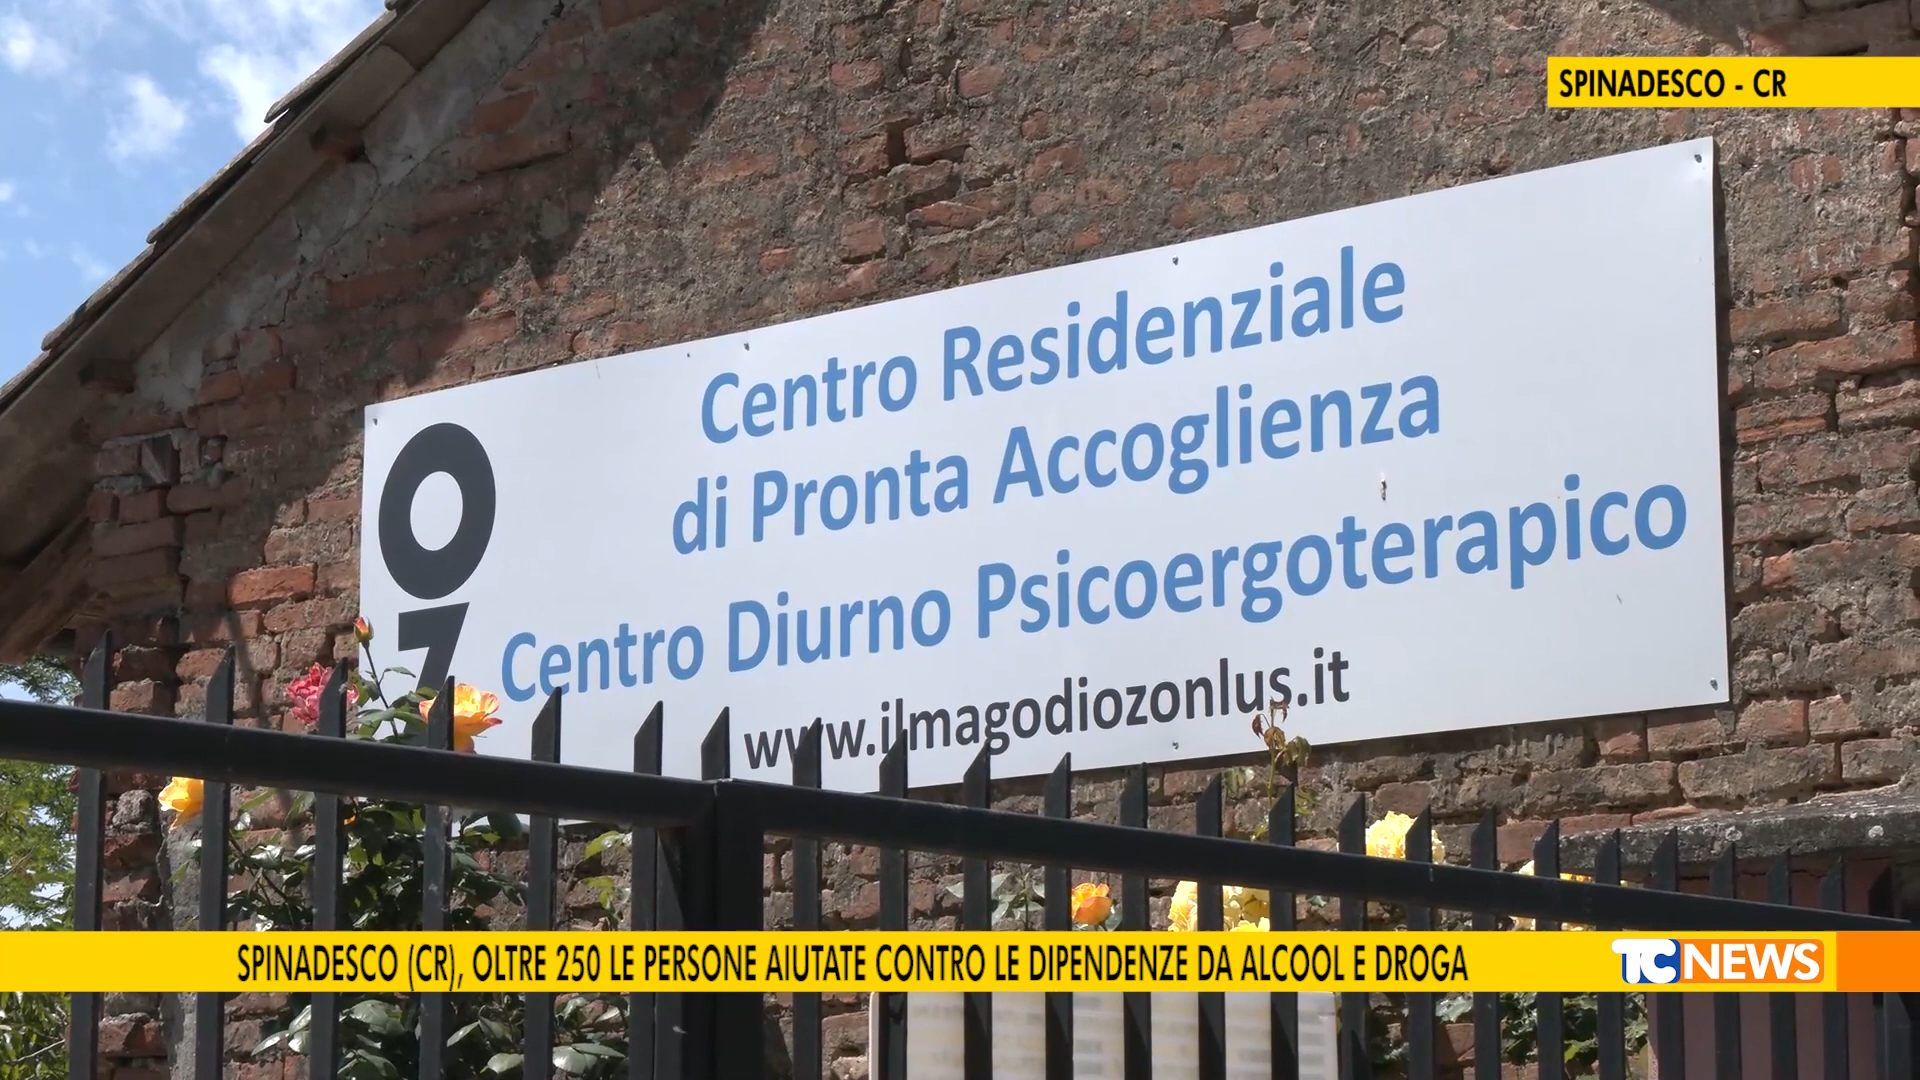 SPINADESCO - CR
Centro Residenziale
di Pronta Accoglienza
Centro Diurno Psicoergoterapico
www.ilmagodiozonlus.it
OZ
SPINADESCO (CR), OLTRE 250 LE PERSONE AIUTATE CONTRO LE DIPENDENZE DA ALCOOL E DROGA
TC NEWS